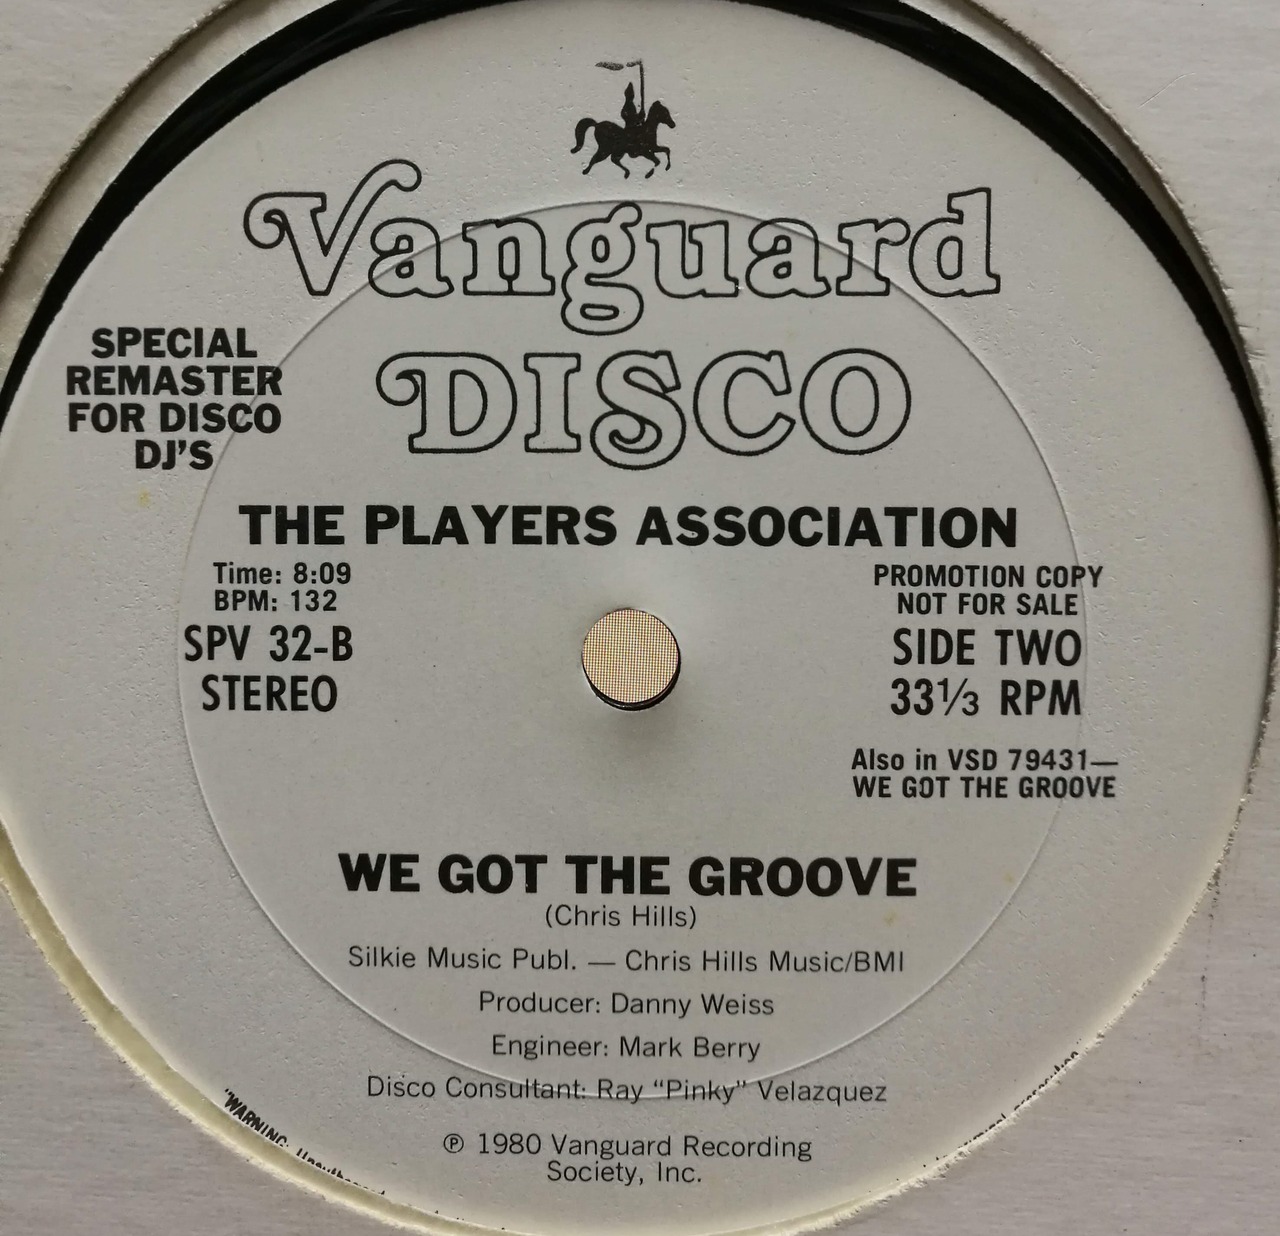 Vanguard
DISCO
SPECIAL
REMASTER
FOR DISCO
DJ'S
THE PLAYERS ASSOCIATION
Time: 8:09
BPM: 132
SPV 32-B
STEREO
PROMOTION COPY
NOT FOR SALE
SIDE TWO
33⅓ RPM
Also in VSD 79431—
WE GOT THE GROOVE
WE GOT THE GROOVE
(Chris Hills)
Silkie Music Publ. — Chris Hills Music/BMI
Producer: Danny Weiss
Engineer: Mark Berry
Disco Consultant: Ray "Pinky" Velazquez
℗ 1980 Vanguard Recording
Society, Inc.
"WARNING: